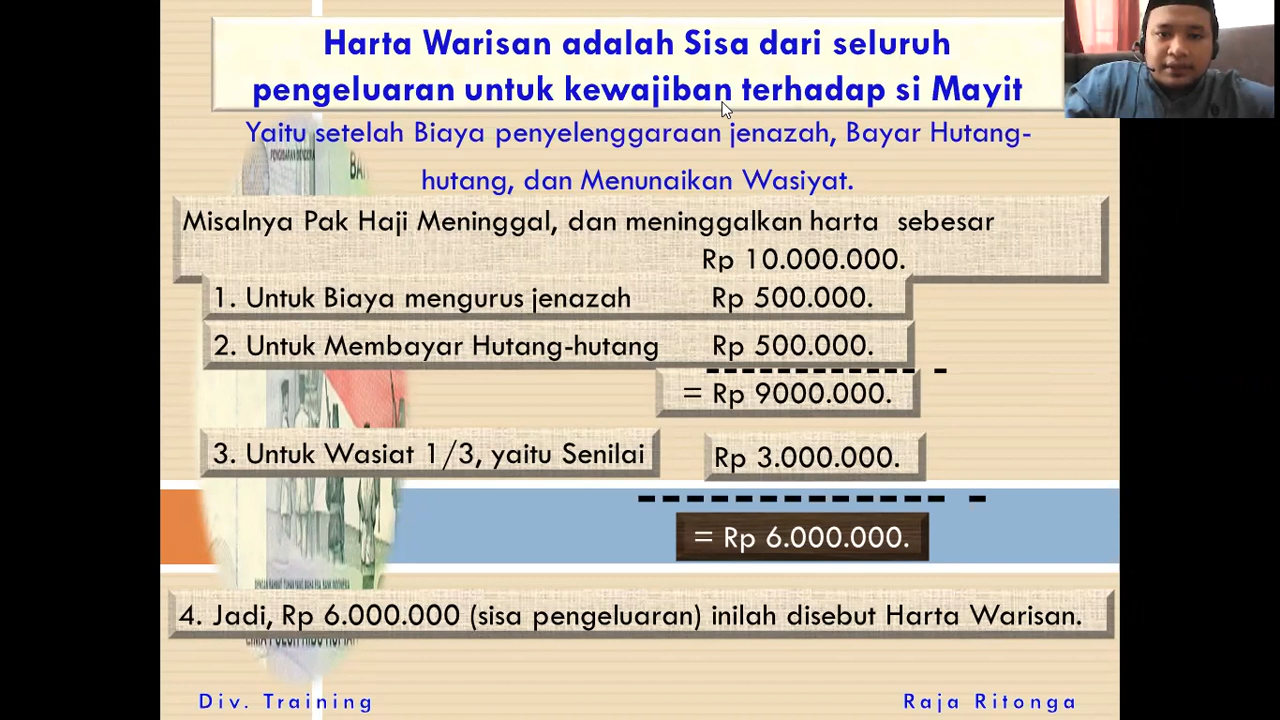 Harta Warisan adalah Sisa dari seluruh
pengeluaran untuk kewajiban terhadap si Mayit
Yaitu setelah Biaya penyelenggaraan jenazah, Bayar Hutang-
hutang, dan Menunaikan Wasiyat.
Misalnya Pak Haji Meninggal, dan meninggalkan harta sebesar
Rp 10.000.000.
1. Untuk Biaya mengurus jenazah Rp 500.000.
2. Untuk Membayar Hutang-hutang Rp 500.000.
= Rp 9000.000.
3. Untuk Wasiat 1/3, yaitu Senilai Rp 3.000.000.
= Rp 6.000.000.
4. Jadi, Rp 6.000.000 (sisa pengeluaran) inilah disebut Harta Warisan.
Div. Training
Raja Ritonga